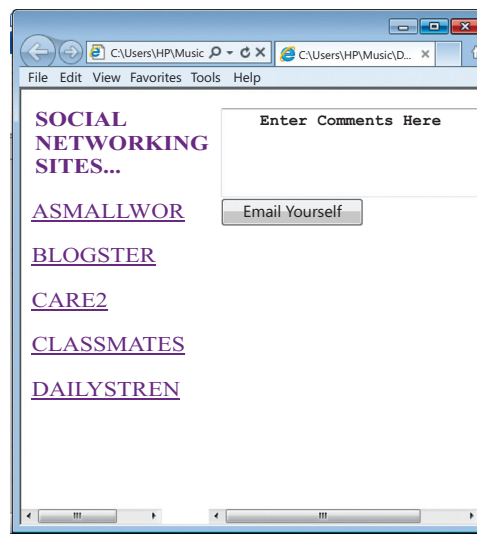 C:\Users\HP\Music
C:\Users\HP\Music\D...
File Edit View Favorites Tools Help
SOCIAL
NETWORKING
SITES...
ASMALLWOR
BLOGSTER
CARE2
CLASSMATES
DAILYSTREN
Enter Comments Here
Email Yourself